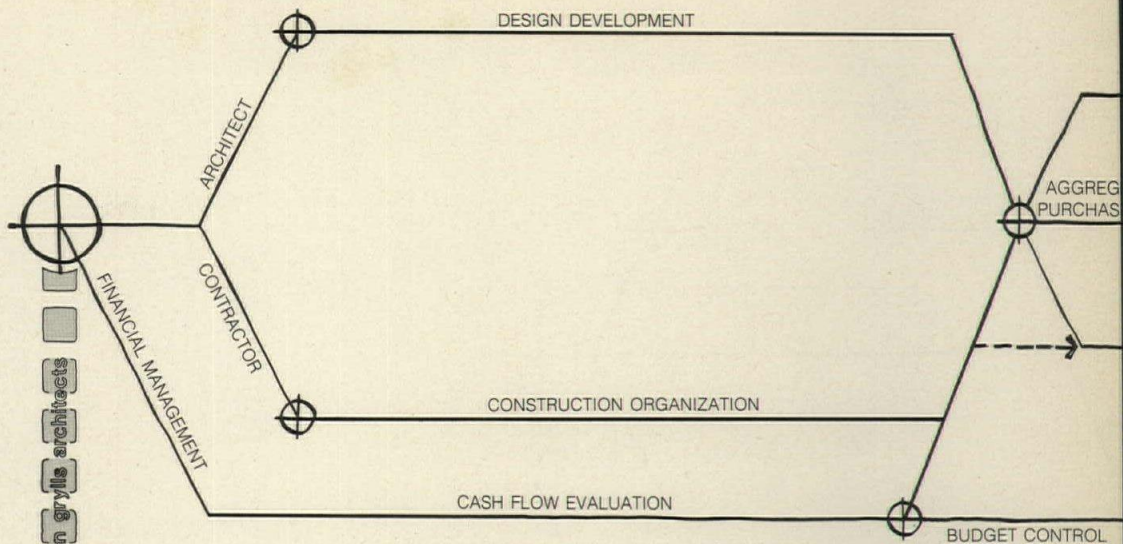 DESIGN DEVELOPMENT
ARCHITECT
AGGREG
PURCHAS
CONTRACTOR
FINANCIAL MANAGEMENT
CONSTRUCTION ORGANIZATION
CASH FLOW EVALUATION
BUDGET CONTROL
n grylls architects